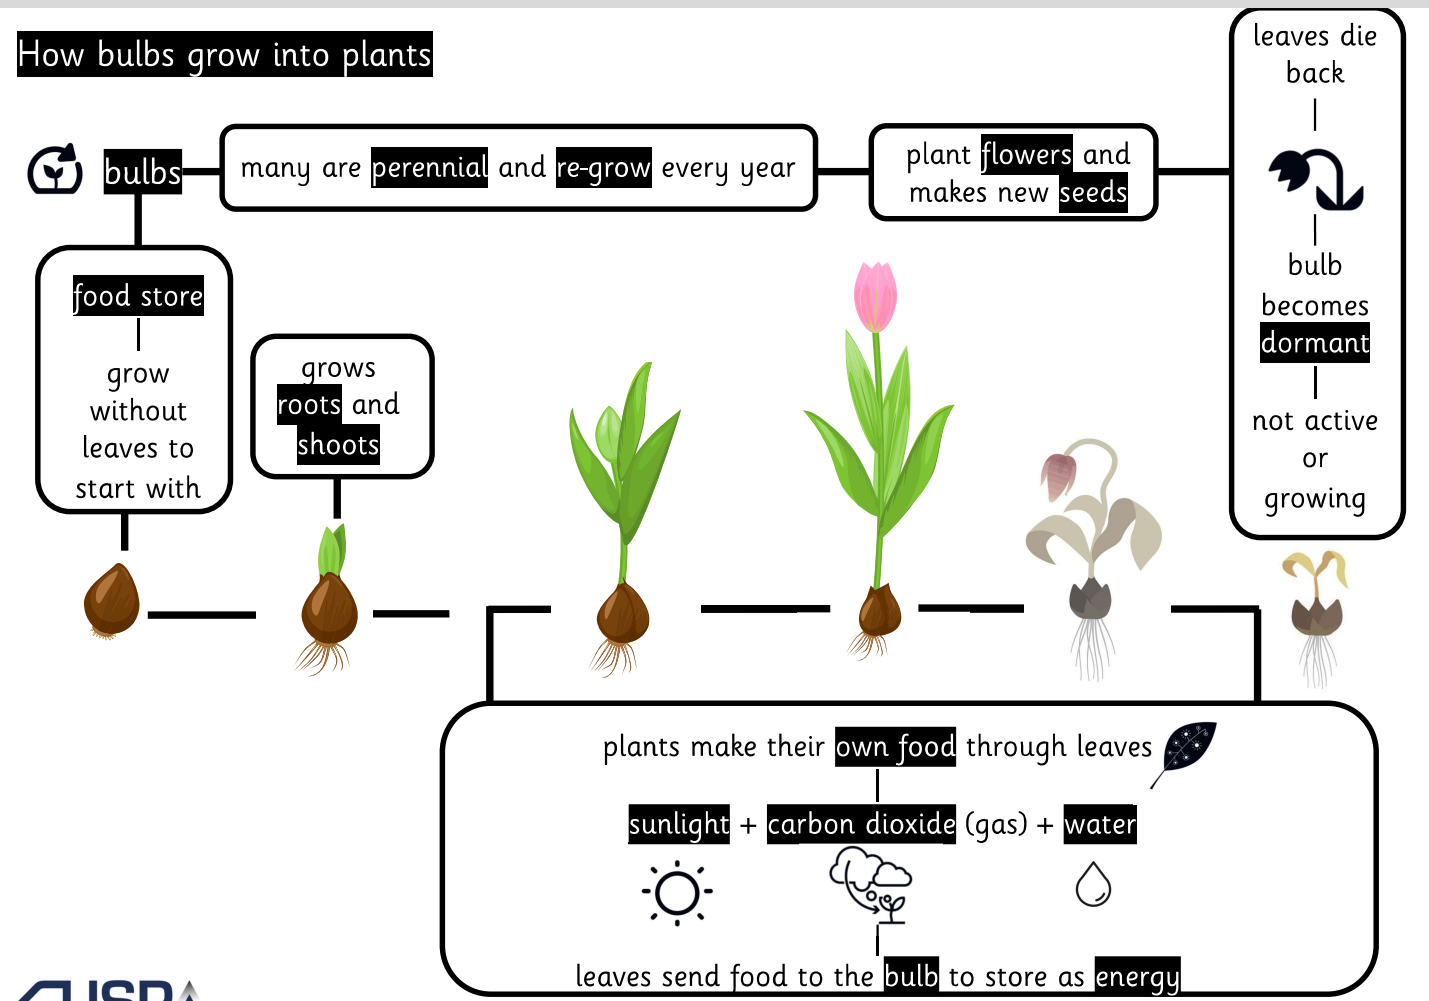 How bulbs grow into plants
bulbs
many are perennial and re-grow every year
plant flowers and
makes new seeds
leaves die
back
bulb
becomes
dormant
not active
or
growing
food store
grow
without
leaves to
start with
grows
roots and
shoots
plants make their own food through leaves
sunlight + carbon dioxide (gas) + water
leaves send food to the bulb to store as energy